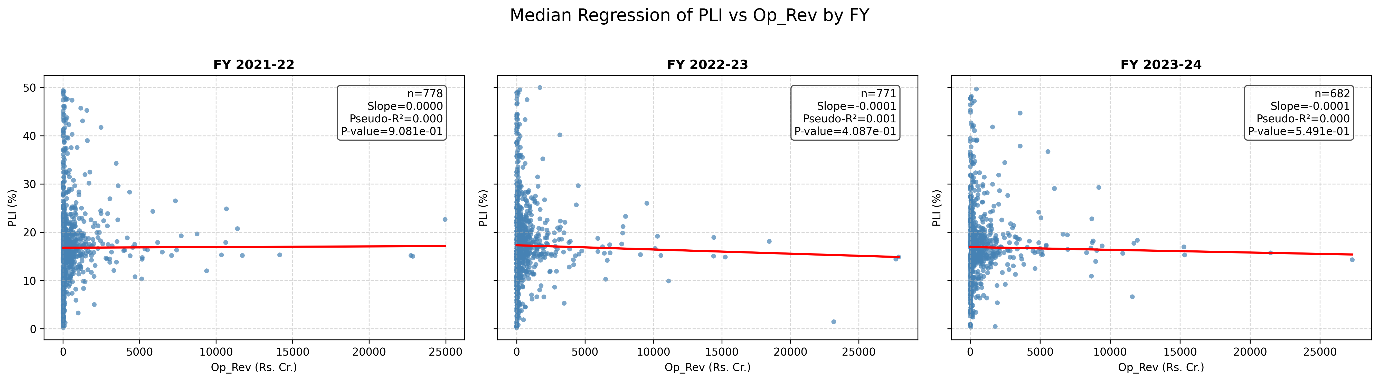 Median Regression of PLI vs Op_Rev by FY
FY 2021-22
n=778
Slope=0.0000
Pseudo-R²=0.000
P-value=9.081e-01
PLI (%)
50
40
30
20
10
0
0 5000 10000 15000 20000 25000
Op_Rev (Rs. Cr.)
FY 2022-23
n=771
Slope=-0.0001
Pseudo-R²=0.001
P-value=4.087e-01
PLI (%)
0 5000 10000 15000 20000 25000
Op_Rev (Rs. Cr.)
FY 2023-24
n=682
Slope=-0.0001
Pseudo-R²=0.000
P-value=5.491e-01
PLI (%)
0 5000 10000 15000 20000 25000
Op_Rev (Rs. Cr.)